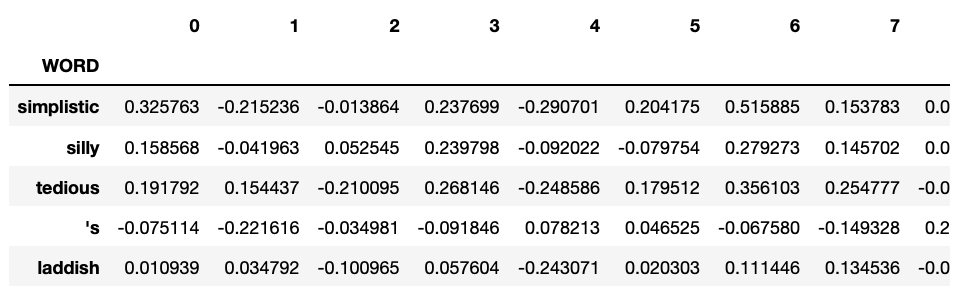 0 1 2 3 4 5 6 7
WORD
simplistic 0.325763 -0.215236 -0.013864 0.237699 -0.290701 0.204175 0.515885 0.153783 0.0
silly 0.158568 -0.041963 0.052545 0.239798 -0.092022 -0.079754 0.279273 0.145702 0.0
tedious 0.191792 0.154437 -0.210095 0.268146 -0.248586 0.179512 0.356103 0.254777 -0.0
's -0.075114 -0.221616 -0.034981 -0.091846 0.078213 0.046525 -0.067580 -0.149328 0.2
laddish 0.010939 0.034792 -0.100965 0.057604 -0.243071 0.020303 0.111446 0.134536 -0.0